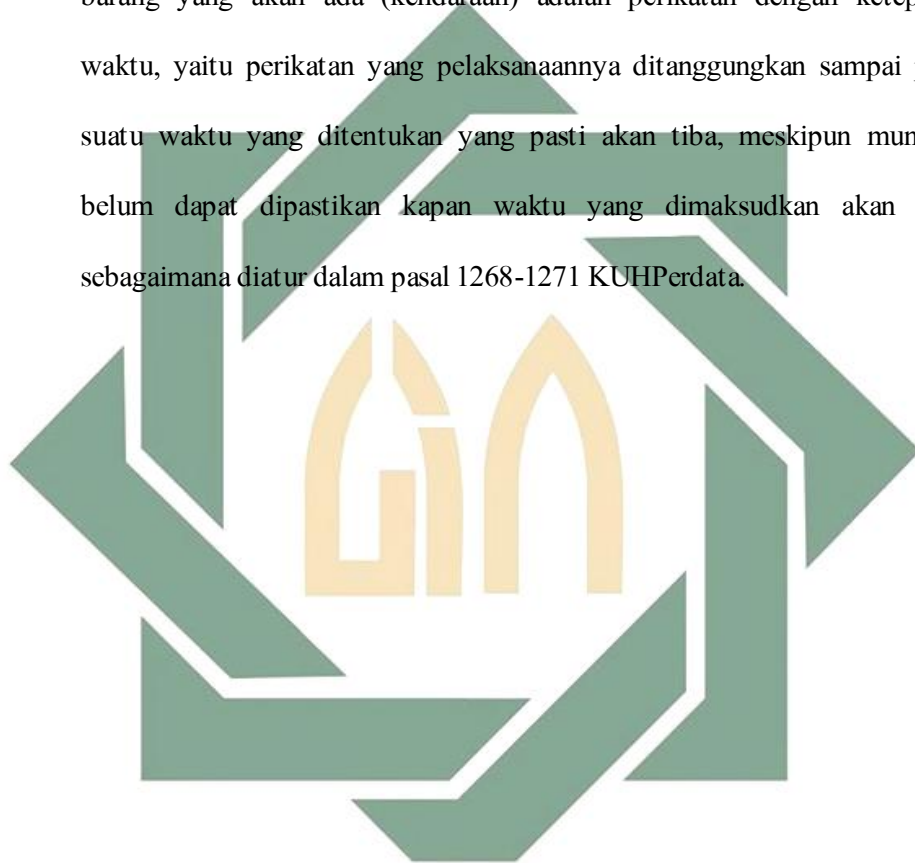 barang yang akan ada (kendaraan) adalah perikatan dengan
waktu, yaitu perikatan yang pelaksanaannya ditanggungkan sampai
suatu waktu yang ditentukan yang pasti akan tiba, meskipun
belum dapat dipastikan kapan waktu yang dimaksudkan akan
sebagaimana diatur dalam pasal 1268-1271 KUHPerdata.
UIN